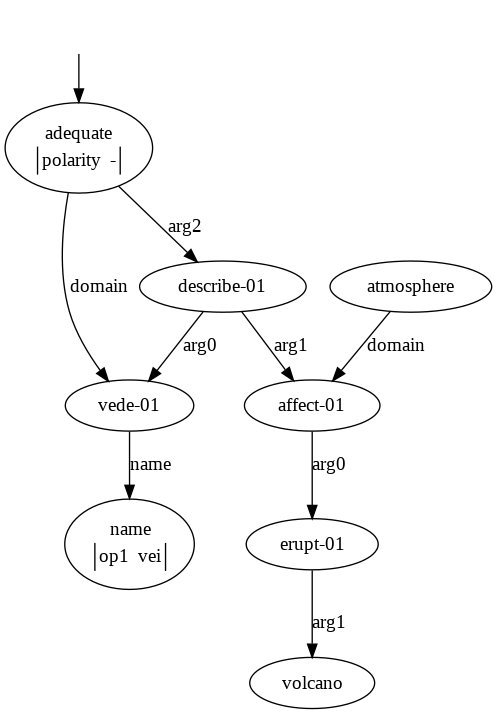 adequate
polarity -
arg2
domain
describe-01
atmosphere
arg0
arg1
domain
vede-01
affect-01
name
arg0
name
op1 vei
erupt-01
arg1
volcano